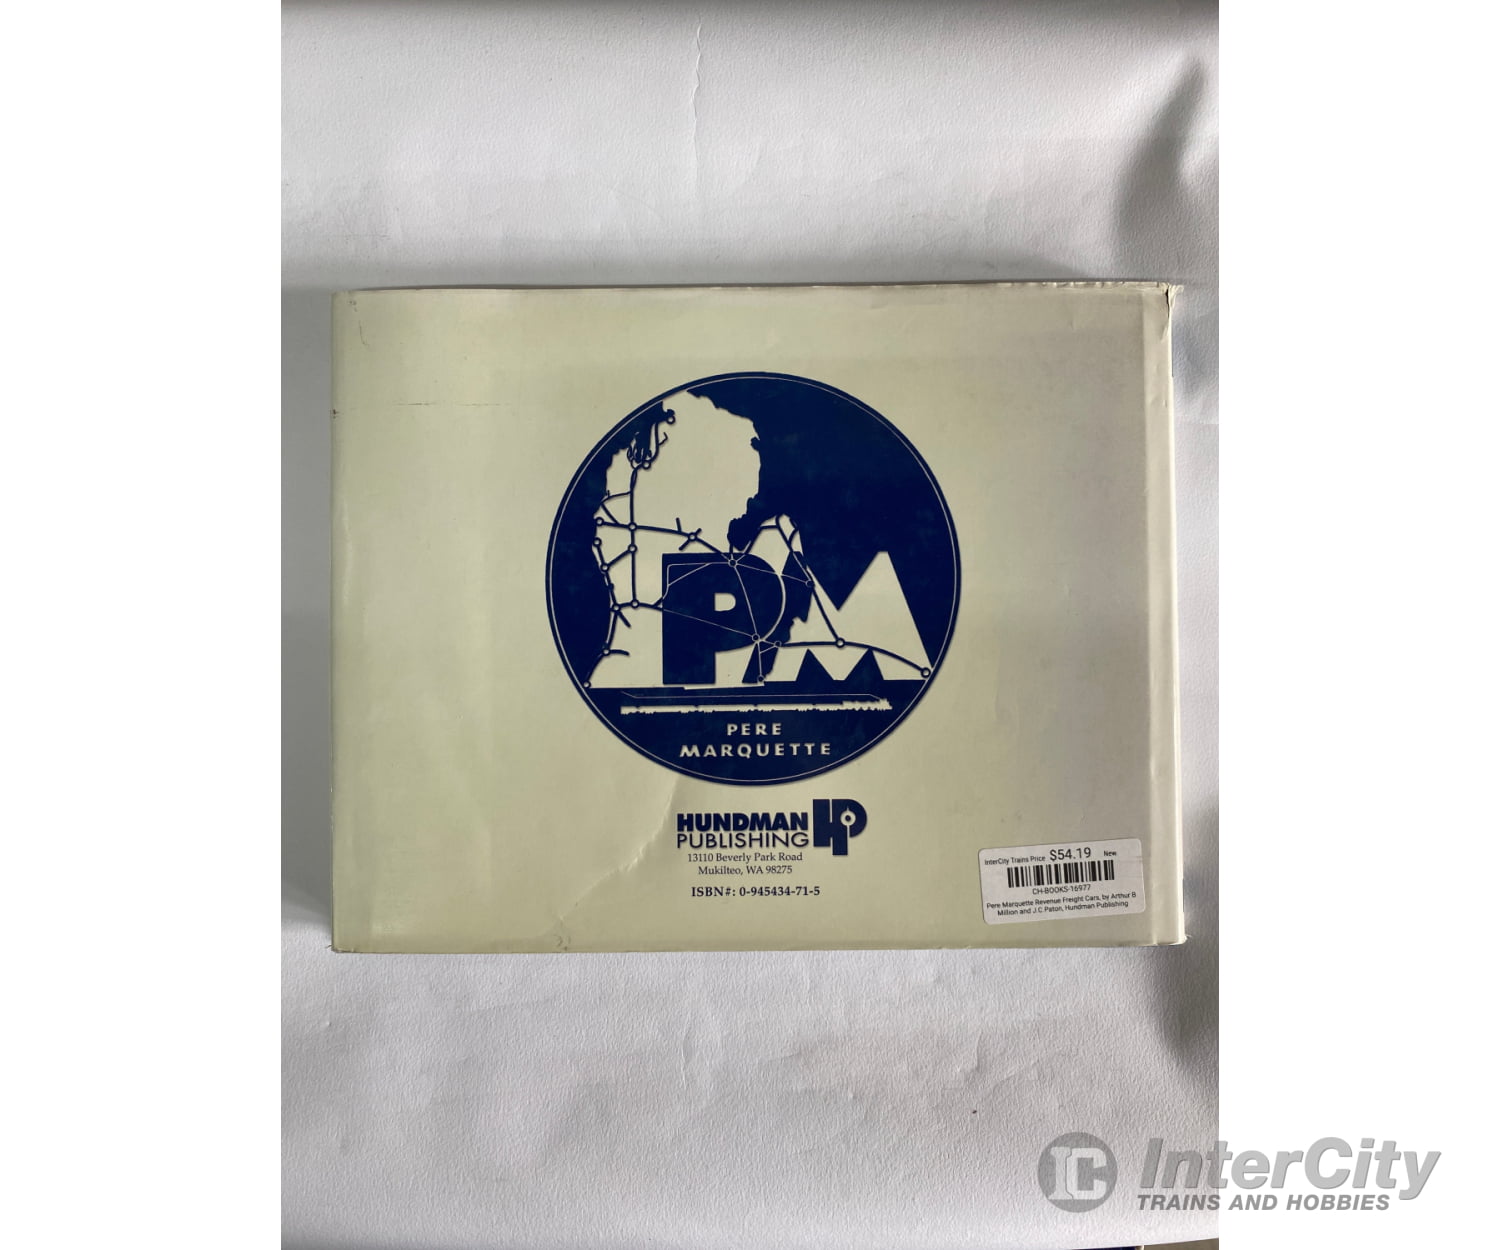 PM
PERE
MARQUETTE
HUNDMAN HP
PUBLISHING
13110 Beverly Park Road
Mukilteo, WA 98275
ISBN#: 0-945434-71-5
InterCity Trains Price $54.19 New
CH-BOOKS-16977
Pere Marquette Revenue Freight Cars, by Arthur B
Million and J.C Paton, Hundman Publishing
IC InterCity
TRAINS AND HOBBIES